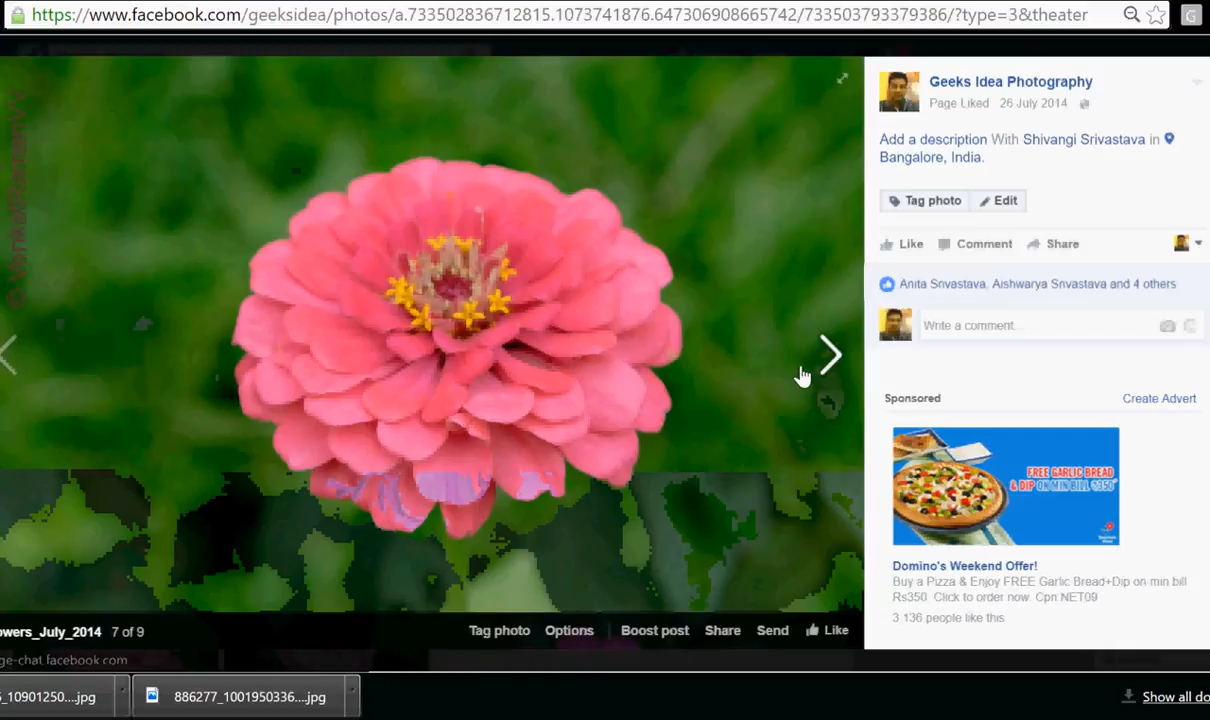 https://www.facebook.com/geeksidea/photos/a.733502836712815.1073741876.647306908665742/733503793379386/?type=3&theater
Geeks Idea Photography
Page Liked 26 July 2014
Add a description With Shivangi Srivastava in
Bangalore, India.
Tag photo Edit
Like Comment Share
Anita Srivastava, Aishwarya Srivastava and 4 others
Write a comment...
Sponsored Create Advert
FREE GARLIC BREAD
& DIP ON MIN BILL ₹350*
Domino's Weekend Offer!
Buy a Pizza & Enjoy FREE Garlic Bread+Dip on min bill
Rs350. Click to order now. Cpn:NET09
3 136 people like this
owers_July_2014 7 of 9 Tag photo Options Boost post Share Send Like
ge-chat.facebook.com
_10901250....jpg 886277_1001950336....jpg Show all do